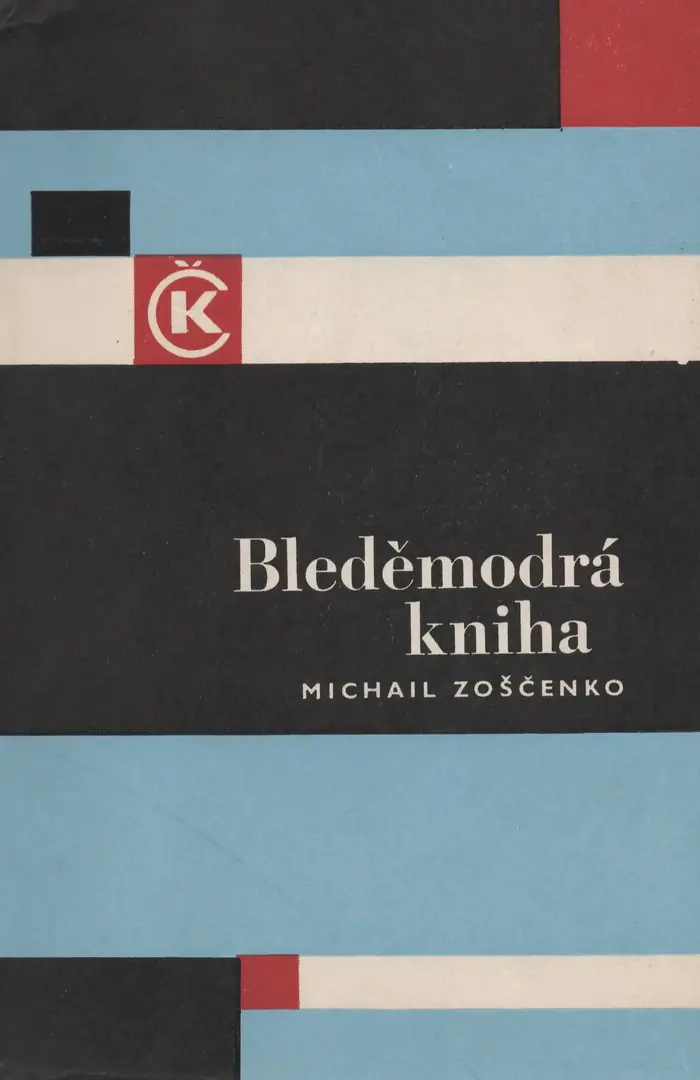 ČK
Bleděmodrá
kniha
MICHAIL ZOŠČENKO